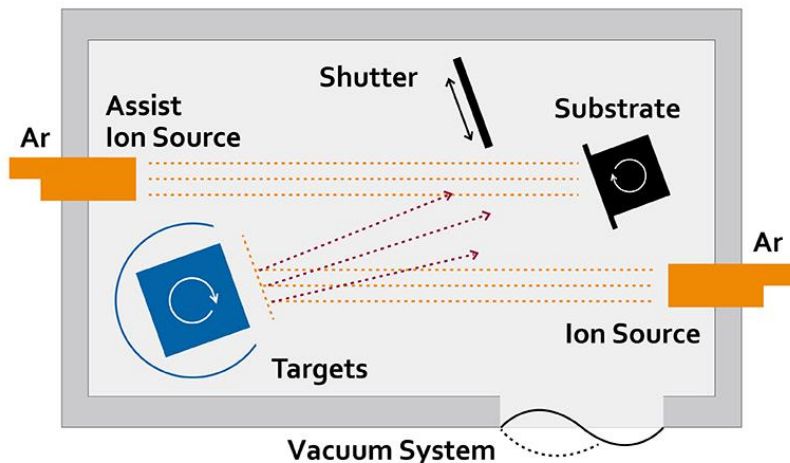 Shutter
Substrate
Assist
Ion Source
Ar
Ar
Ion Source
Targets
Vacuum System